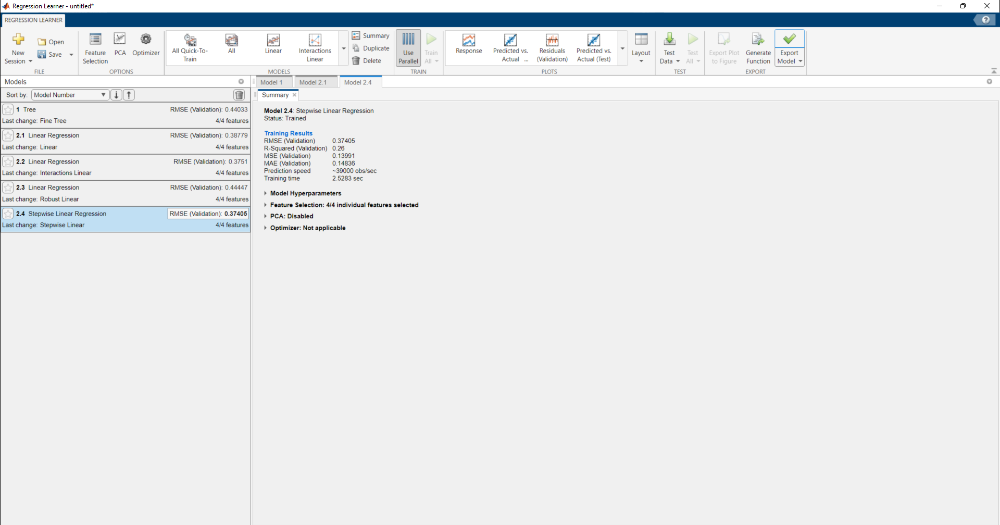 Regression Learner - untitled*
REGRESSION LEARNER
?
New
Session
Open
Save
FILE
Feature
Selection
PCA
Optimizer
OPTIONS
All Quick-To-
Train
All
Linear
Interactions
Linear
Summary
Duplicate
Delete
MODELS
Use
Parallel
Train
All
TRAIN
Response
Predicted vs.
Actual ...
Residuals
(Validation)
Predicted vs.
Actual (Test)
PLOTS
Layout
Test
Data
Test
All
TEST
Export Plot
to Figure
Generate
Function
Export
Model
EXPORT
Models
Sort by: Model Number
1 Tree RMSE (Validation): 0.44033
Last change: Fine Tree 4/4 features
2.1 Linear Regression RMSE (Validation): 0.38779
Last change: Linear 4/4 features
2.2 Linear Regression RMSE (Validation): 0.3751
Last change: Interactions Linear 4/4 features
2.3 Linear Regression RMSE (Validation): 0.44447
Last change: Robust Linear 4/4 features
2.4 Stepwise Linear Regression RMSE (Validation): 0.37405
Last change: Stepwise Linear 4/4 features
Model 1 Model 2.1 Model 2.4
Summary
Model 2.4: Stepwise Linear Regression
Status: Trained
Training Results
RMSE (Validation) 0.37405
R-Squared (Validation) 0.26
MSE (Validation) 0.13991
MAE (Validation) 0.14836
Prediction speed ~39000 obs/sec
Training time 2.5283 sec
Model Hyperparameters
Feature Selection: 4/4 individual features selected
PCA: Disabled
Optimizer: Not applicable